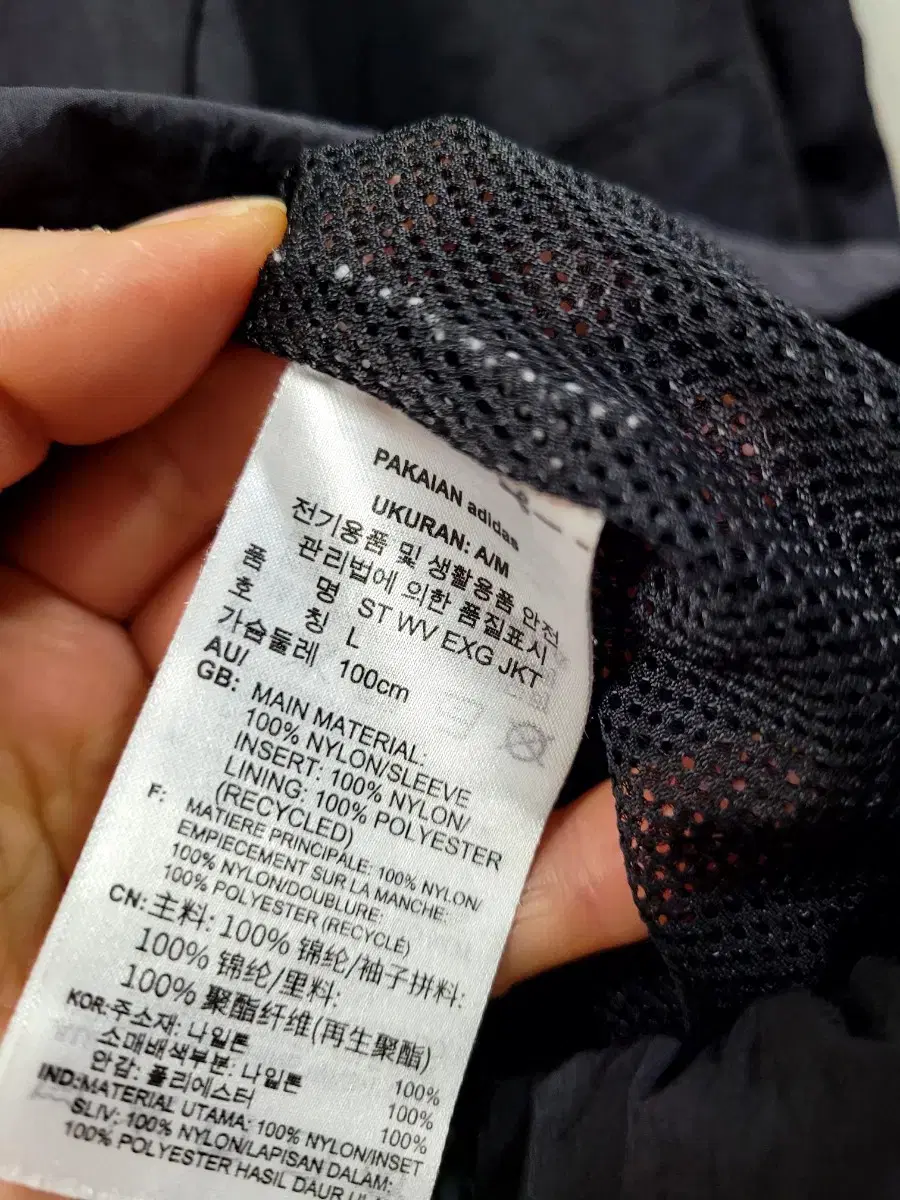 PAKAIAN adidas
UKURAN: A/M
전기용품 및 생활용품 안전
관리법에 의한 품질표시
품 명 ST WV EXG JKT
호 칭 L
가슴둘레 100cm
AU/
GB: MAIN MATERIAL:
100% NYLON/SLEEVE
INSERT: 100% NYLON/
LINING: 100% POLYESTER
(RECYCLED)
F: MATIERE PRINCIPALE: 100% NYLON/
EMPIECEMENT SUR LA MANCHE:
100% NYLON/DOUBLURE:
100% POLYESTER (RECYCLÉ)
CN: 主料: 100% 锦纶/袖子拼料:
100% 锦纶/里料:
100% 聚酯纤维(再生聚酯)
KOR: 주소재: 나일론 100%
소매배색부분: 나일론 100%
안감: 폴리에스터 100%
IND: MATERIAL UTAMA: 100% NYLON/INSET
SLIV: 100% NYLON/LAPISAN DALAM:
100% POLYESTER HASIL DAUR